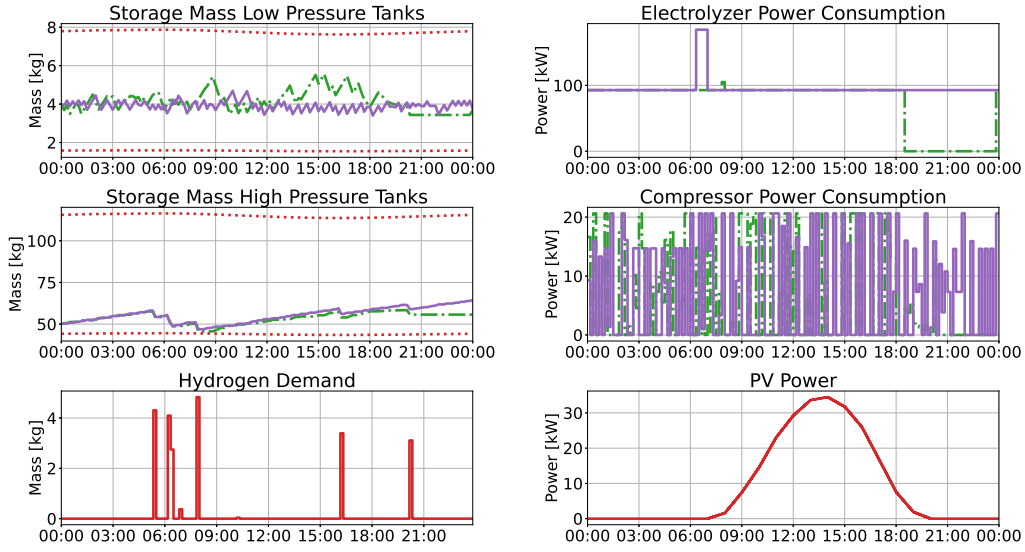 Storage Mass Low Pressure Tanks
8
6
4
2
Mass [kg]
00:00 03:00 06:00 09:00 12:00 15:00 18:00 21:00 00:00
Electrolyzer Power Consumption
100
0
Power [kW]
00:00 03:00 06:00 09:00 12:00 15:00 18:00 21:00 00:00
Storage Mass High Pressure Tanks
100
75
50
Mass [kg]
00:00 03:00 06:00 09:00 12:00 15:00 18:00 21:00 00:00
Compressor Power Consumption
20
10
0
Power [kW]
00:00 03:00 06:00 09:00 12:00 15:00 18:00 21:00 00:00
Hydrogen Demand
4
2
0
Mass [kg]
00:00 03:00 06:00 09:00 12:00 15:00 18:00 21:00
PV Power
30
20
10
0
Power [kW]
00:00 03:00 06:00 09:00 12:00 15:00 18:00 21:00 00:00